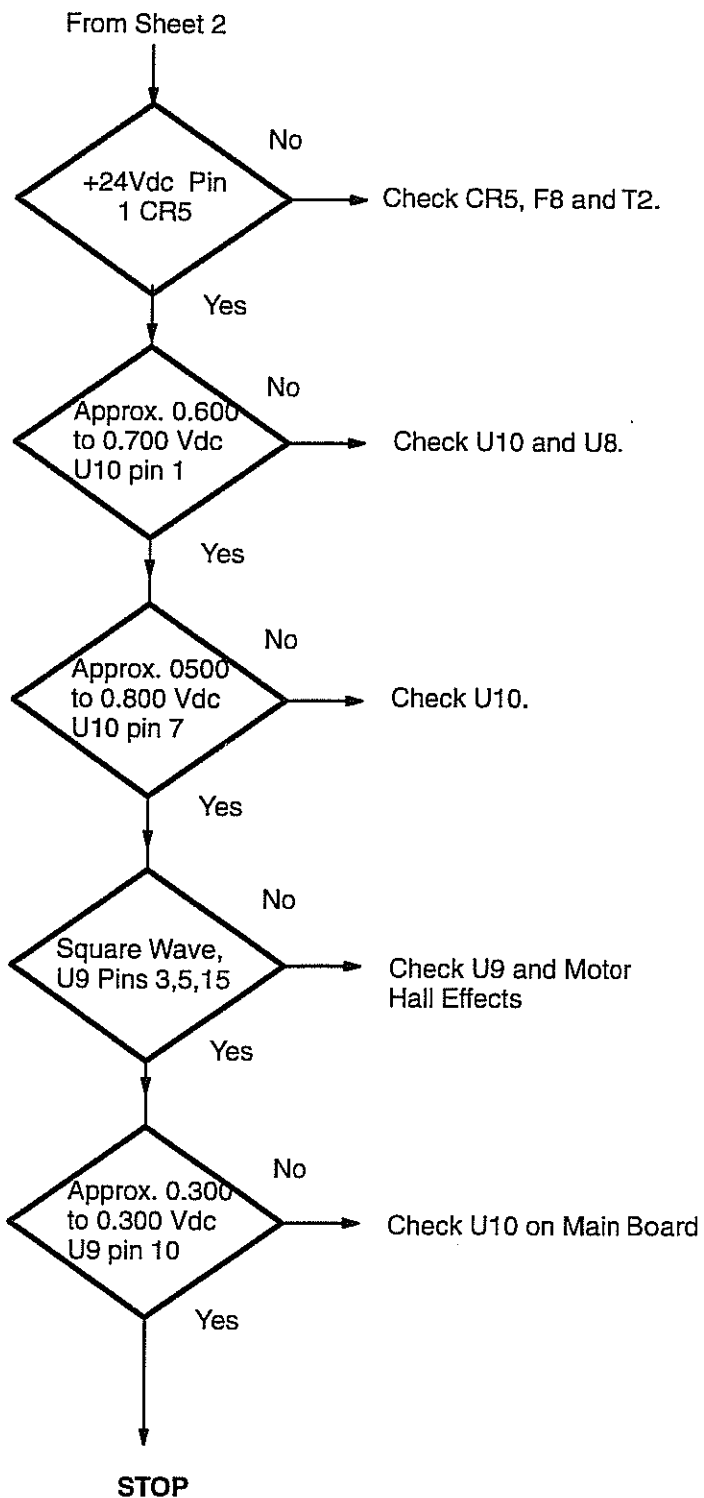 From Sheet 2
No
+24Vdc Pin
1 CR5
Check CR5, F8 and T2.
Yes
No
Approx. 0.600
to 0.700 Vdc
U10 pin 1
Check U10 and U8.
Yes
No
Approx. 0500
to 0.800 Vdc
U10 pin 7
Check U10.
Yes
No
Square Wave,
U9 Pins 3,5,15
Check U9 and Motor
Hall Effects
Yes
No
Approx. 0.300
to 0.300 Vdc
U9 pin 10
Check U10 on Main Board
Yes
STOP